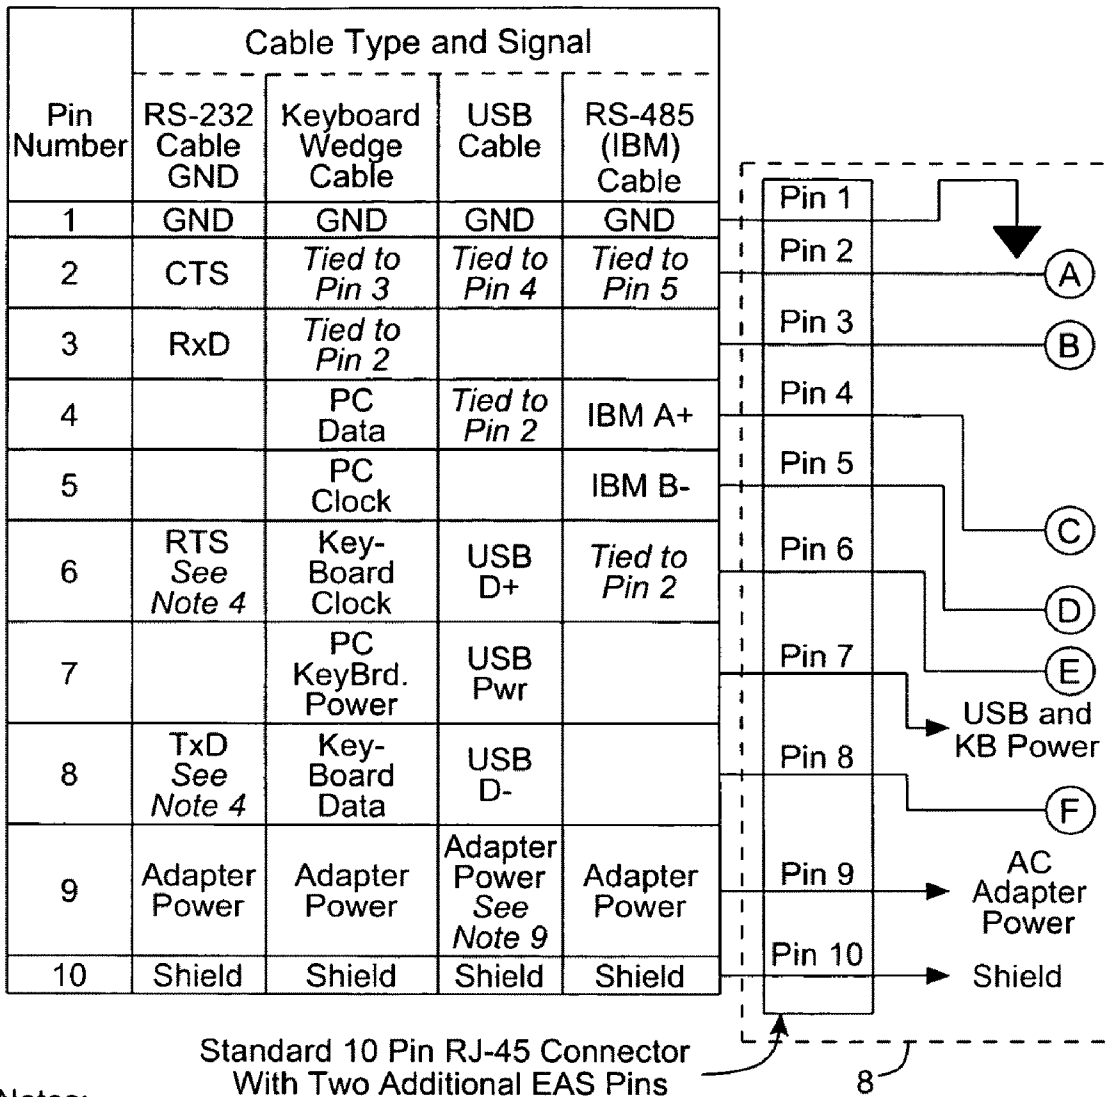 Cable Type and Signal
Pin
Number
RS-232
Cable
GND
Keyboard
Wedge
Cable
USB
Cable
RS-485
(IBM)
Cable
1
GND
GND
GND
GND
2
CTS
Tied to
Pin 3
Tied to
Pin 4
Tied to
Pin 5
3
RxD
Tied to
Pin 2
4
PC
Data
Tied to
Pin 2
IBM A+
5
PC
Clock
IBM B-
6
RTS
See
Note 4
Key-
Board
Clock
USB
D+
Tied to
Pin 2
7
PC
KeyBrd.
Power
USB
Pwr
8
TxD
See
Note 4
Key-
Board
Data
USB
D-
9
Adapter
Power
Adapter
Power
Adapter
Power
See
Note 9
Adapter
Power
10
Shield
Shield
Shield
Shield
Pin 1
Pin 2
A
Pin 3
B
Pin 4
C
Pin 5
D
Pin 6
E
Pin 7
USB and
KB Power
Pin 8
F
Pin 9
AC
Adapter
Power
Pin 10
Shield
Standard 10 Pin RJ-45 Connector
With Two Additional EAS Pins
8
Notes: